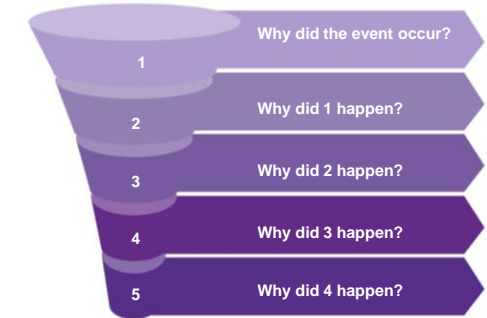 Why did the event occur?
1
Why did 1 happen?
2
Why did 2 happen?
3
Why did 3 happen?
4
Why did 4 happen?
5